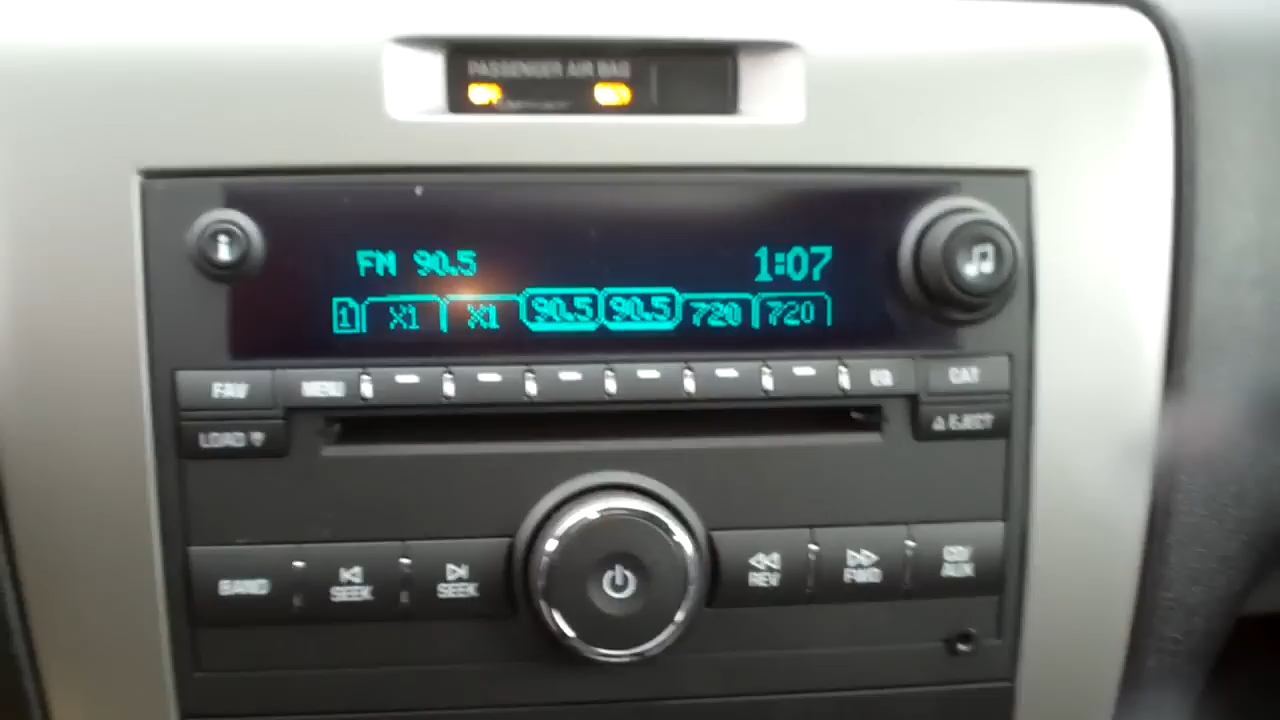 PASSENGER AIR BAG
FM 90.5 1:07
1 X1 X1 90.5 90.5 720 720
FAV MENU EQ CAT
LOAD EJECT
BAND SEEK SEEK REV FWD CD/AUX